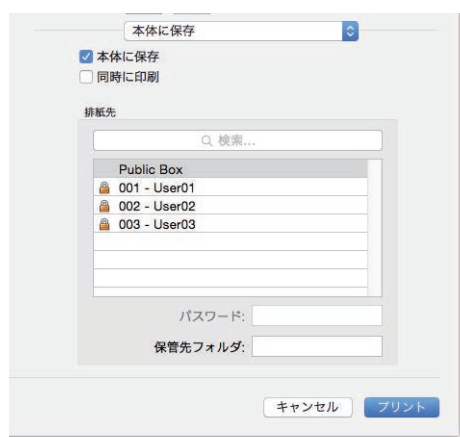 本体に保存
本体に保存
同時に印刷
排紙先
検索...
Public Box
001 - User01
002 - User02
003 - User03
パスワード:
保管先フォルダ:
キャンセル プリント